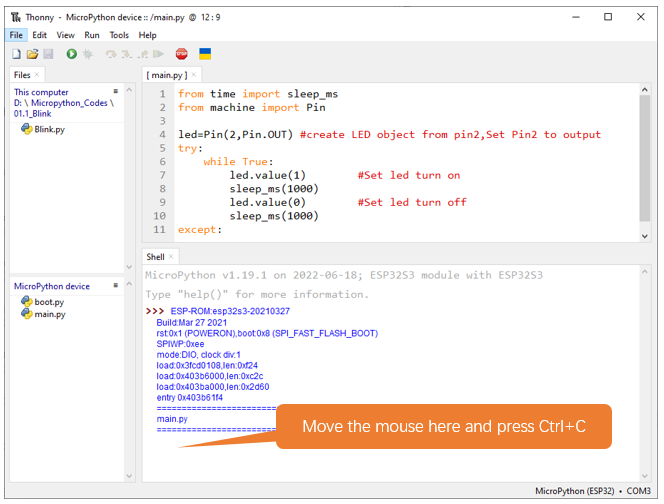 Thonny - MicroPython device :: /main.py @ 12 : 9
File Edit View Run Tools Help
STOP
Files ×
This computer
D: \ Micropython_Codes \
01.1_Blink
Blink.py
MicroPython device
boot.py
main.py
[ main.py ] ×
1 from time import sleep_ms
2 from machine import Pin
3
4 led=Pin(2,Pin.OUT) #create LED object from pin2,Set Pin2 to output
5 try:
6 while True:
7 led.value(1) #Set led turn on
8 sleep_ms(1000)
9 led.value(0) #Set led turn off
10 sleep_ms(1000)
11 except:
Shell ×
MicroPython v1.19.1 on 2022-06-18; ESP32S3 module with ESP32S3
Type "help()" for more information.
>>> ESP-ROM:esp32s3-20210327
Build:Mar 27 2021
rst:0x1 (POWERON),boot:0x8 (SPI_FAST_FLASH_BOOT)
SPIWP:0xee
mode:DIO, clock div:1
load:0x3fcd0108,len:0xf24
load:0x403b6000,len:0xc2c
load:0x403ba000,len:0x2d60
entry 0x403b61f4
========================
main.py
========================
Move the mouse here and press Ctrl+C
MicroPython (ESP32) • COM3